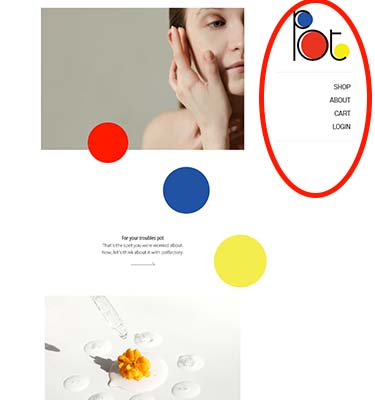 Pot
SHOP
ABOUT
CART
LOGIN
For your troubles pot
That's the spot you were worried about.
Now, let's think about it with potfactory.